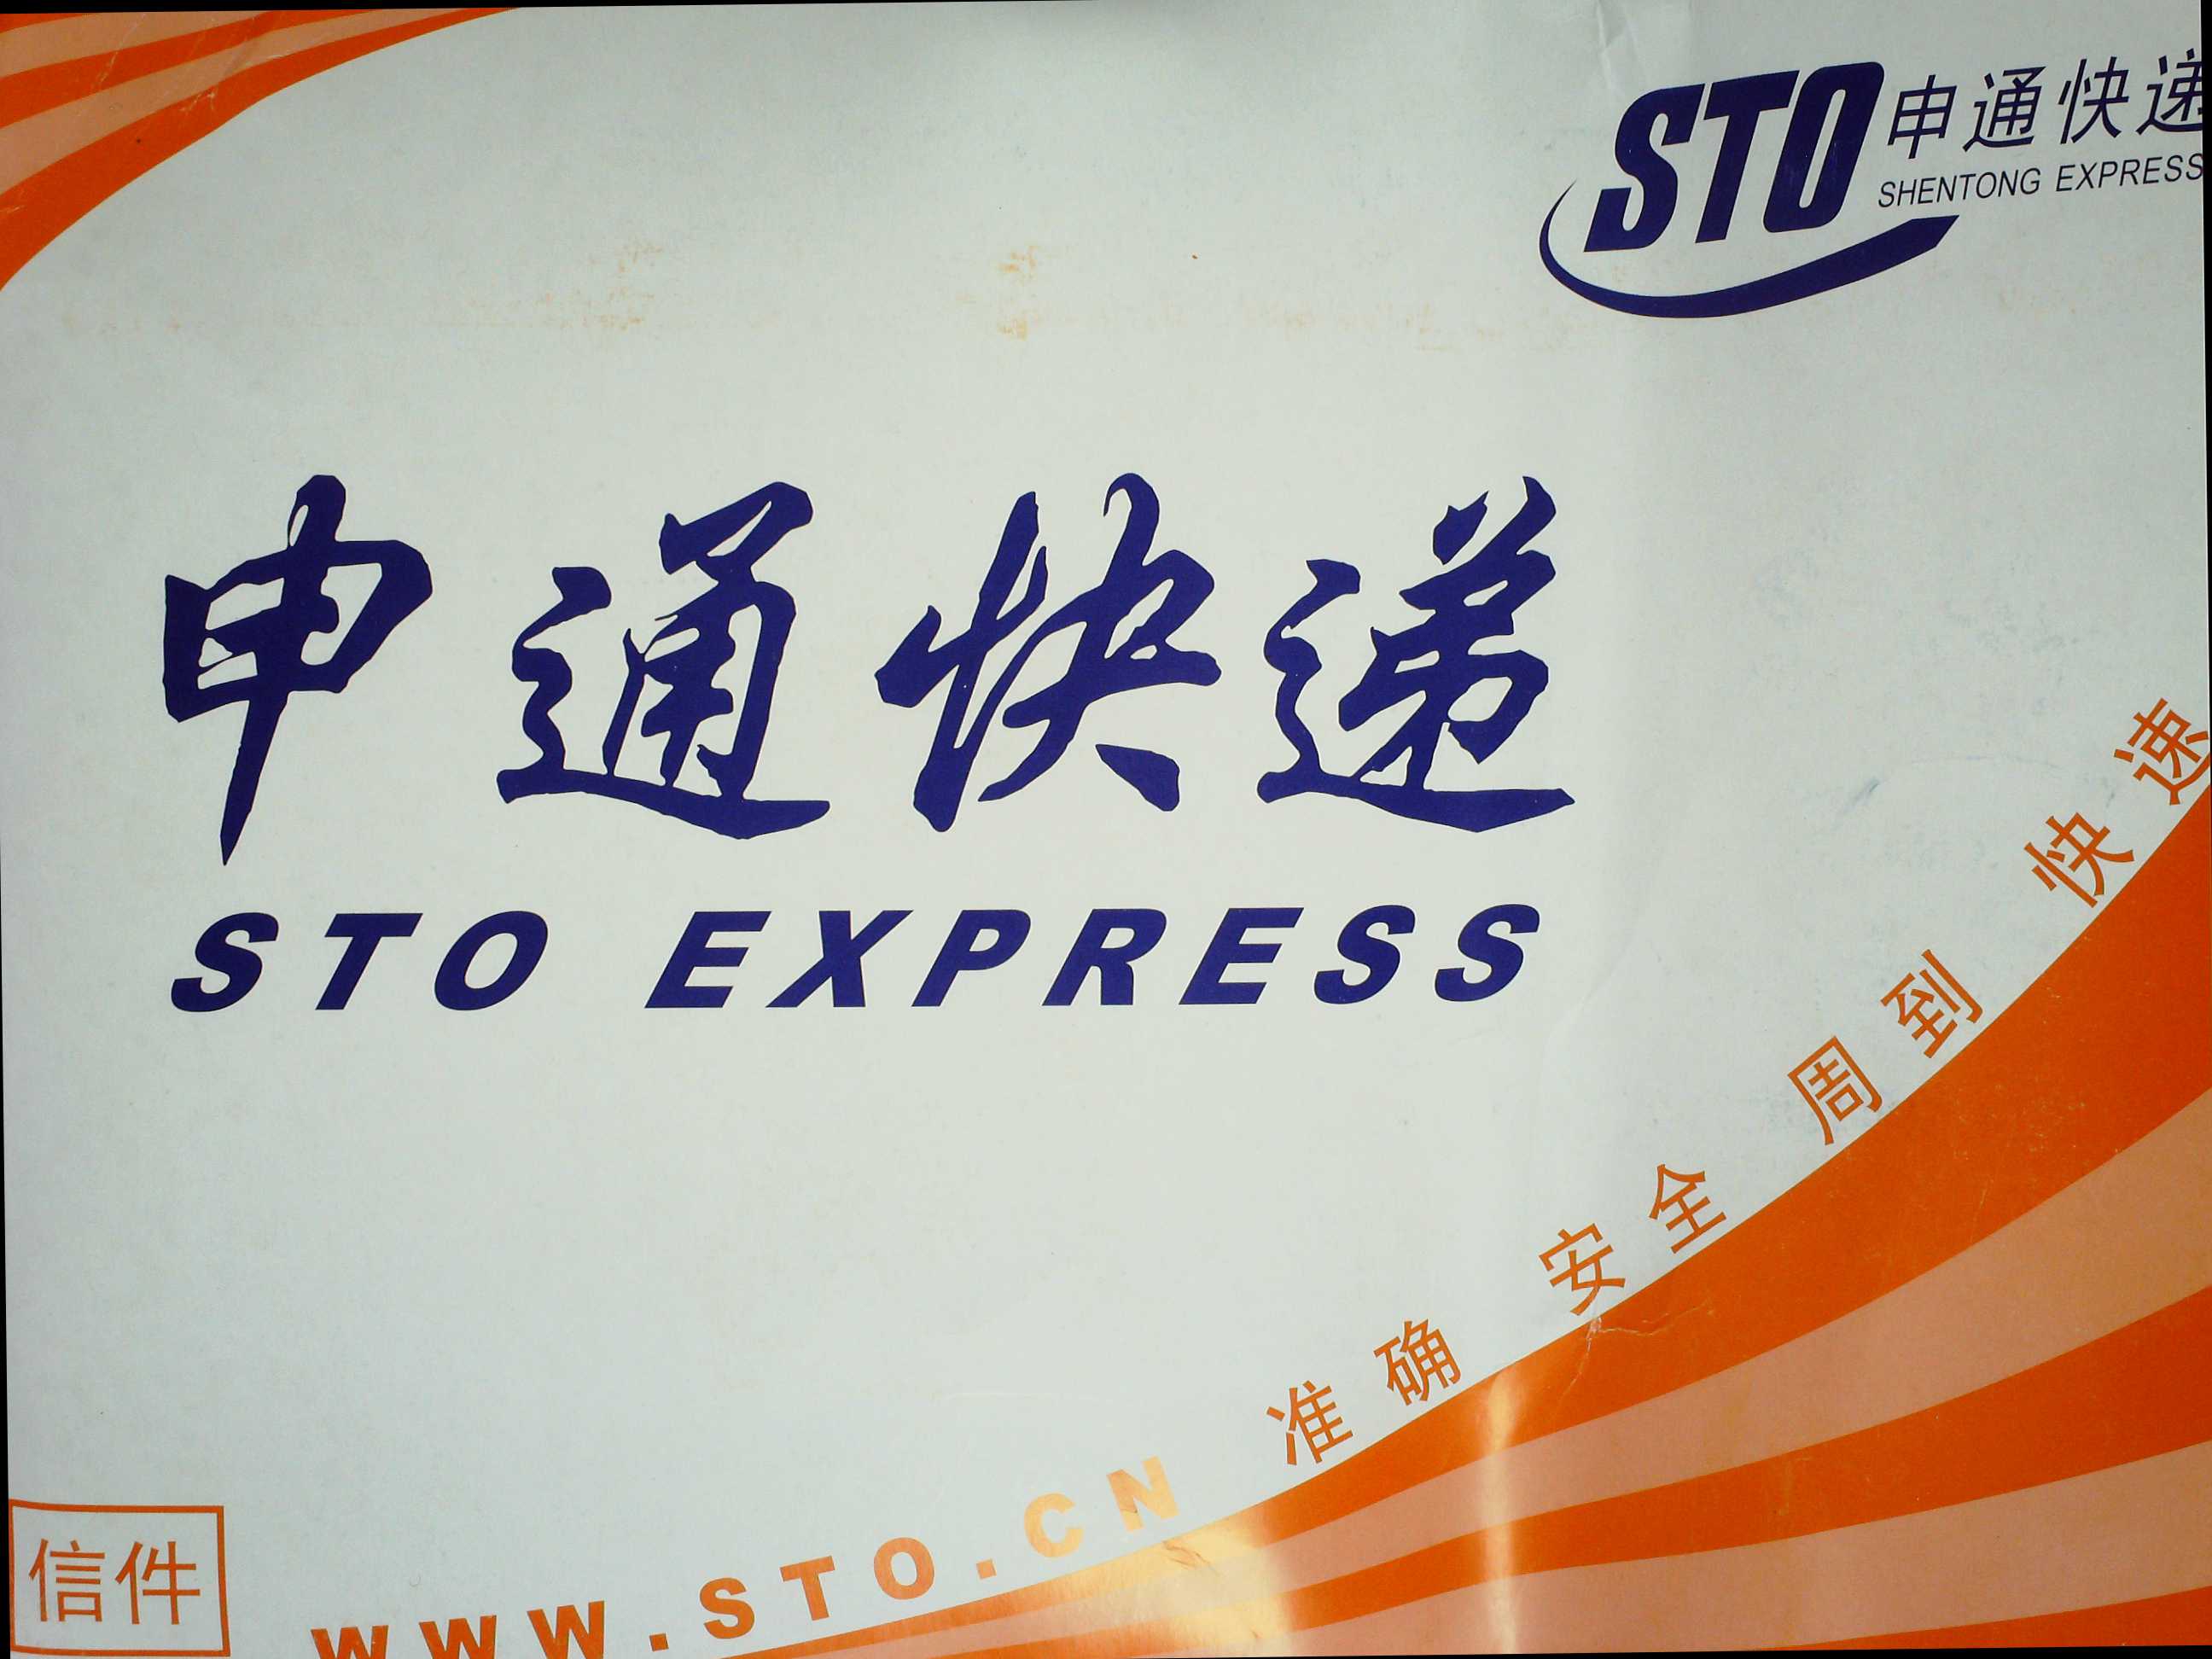 STO 申通快递
SHENTONG EXPRESS
申通快递
STO EXPRESS
信件
WWW.STO.CN 准确 安全 周到 快速